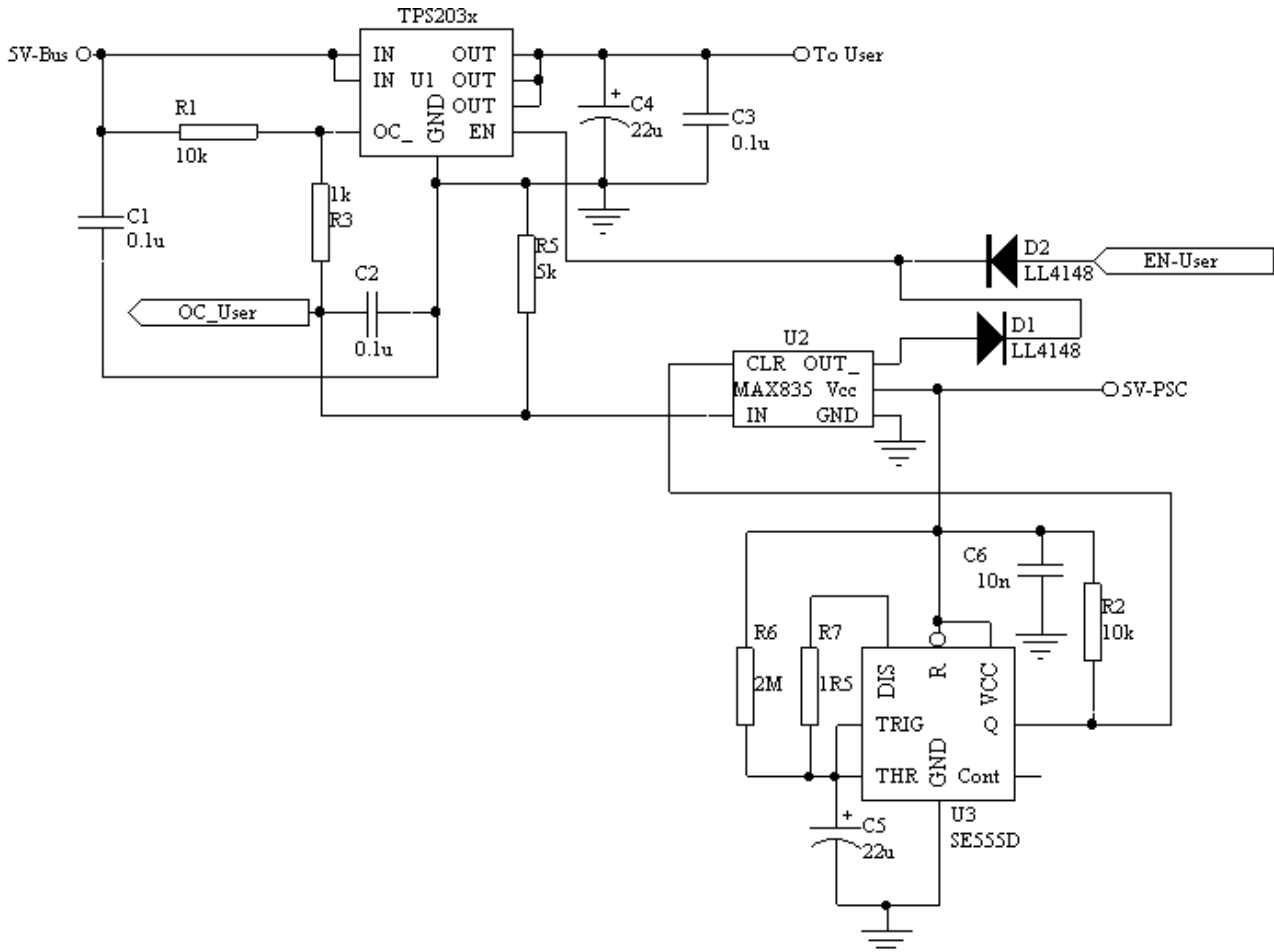 TPS203x
5V-Bus
IN
OUT
To User
IN
U1
OUT
OUT
GND
OC_
EN
R1
10k
C4
22u
C3
0.1u
1k
R3
C1
0.1u
R5
5k
C2
0.1u
OC_User
D2
LL4148
EN-User
D1
LL4148
U2
CLR
OUT_
MAX835
Vcc
IN
GND
5V-PSC
C6
10n
R2
10k
R6
2M
R7
1R5
DIS
R
VCC
TRIG
Q
GND
THR
Cont
U3
SE555D
+
+
C5
22u